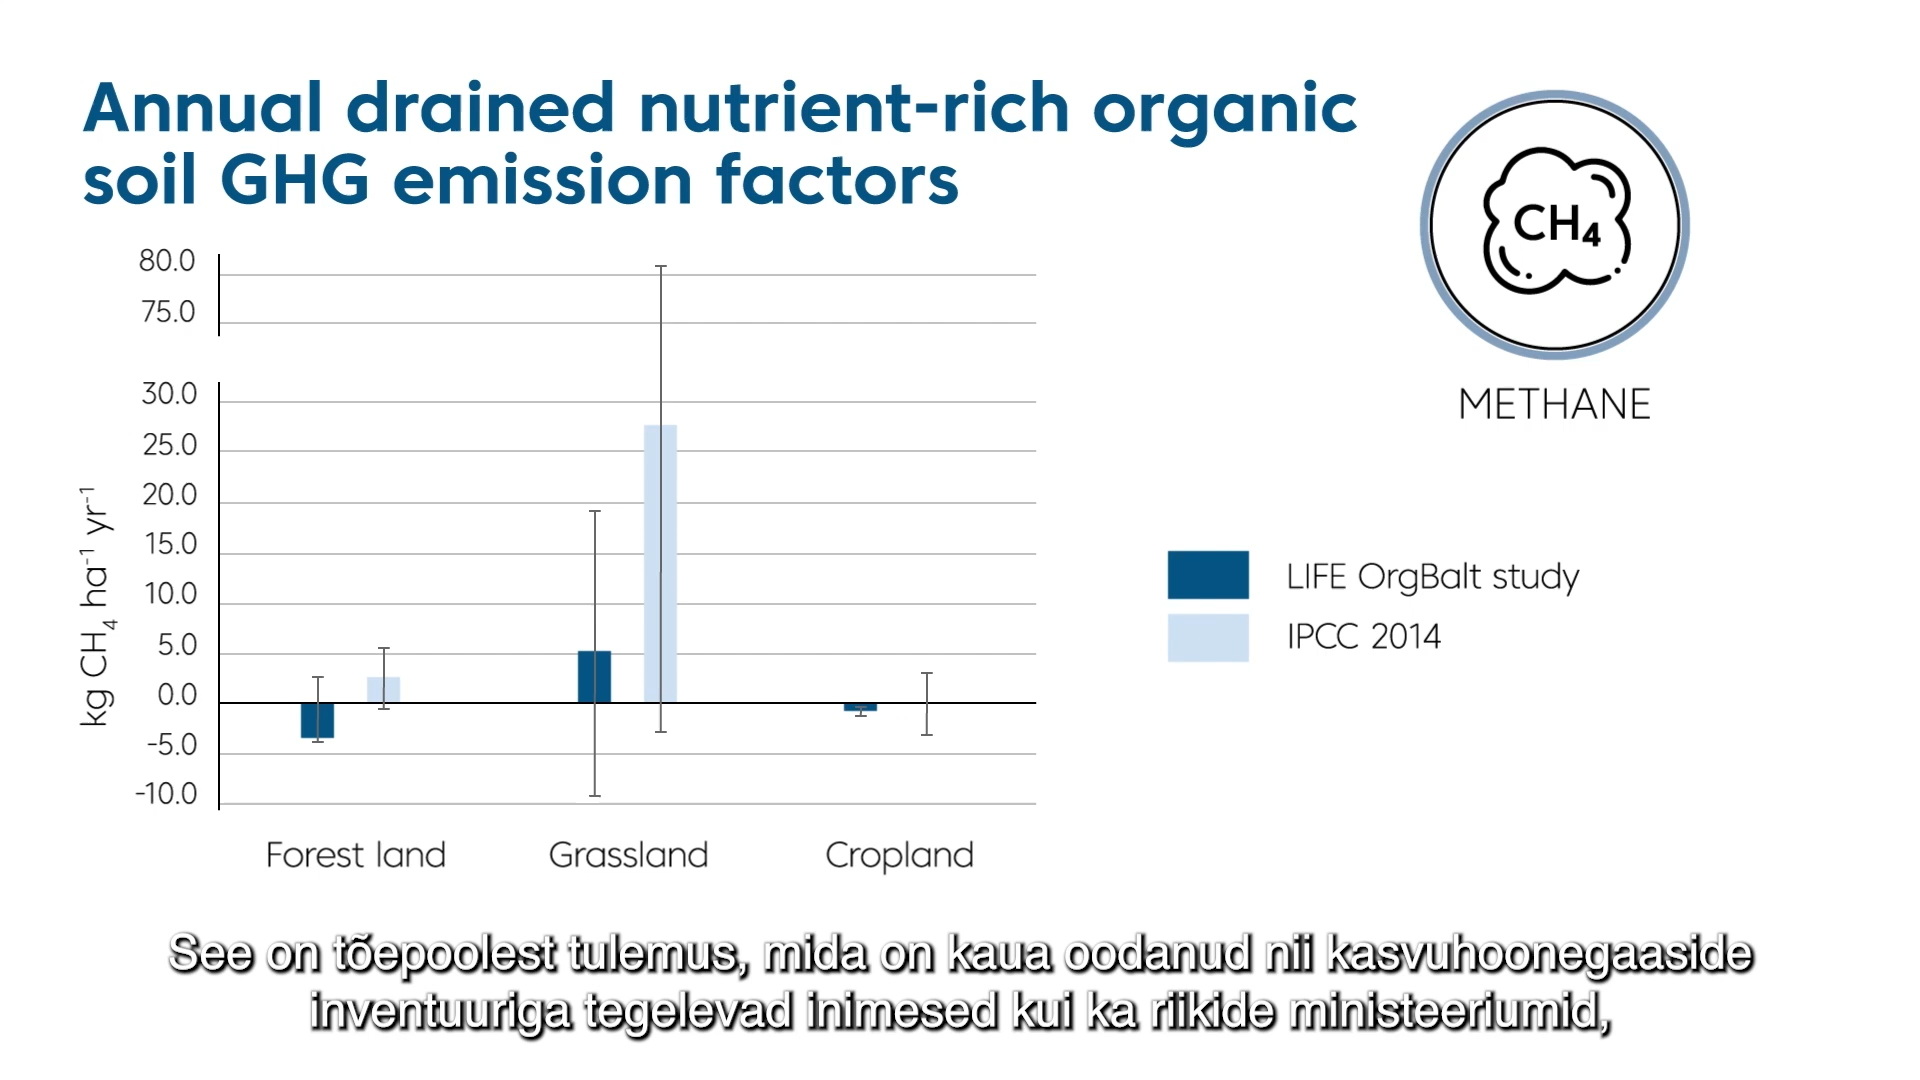 Annual drained nutrient-rich organic
soil GHG emission factors
CH₄
METHANE
80.0
75.0
30.0
25.0
20.0
15.0
10.0
5.0
0.0
-5.0
-10.0
kg CH₄ ha⁻¹ yr⁻¹
Forest land
Grassland
Cropland
LIFE OrgBalt study
IPCC 2014
See on tõepoolest tulemus, mida on kaua oodanud nii kasvuhoonegaaside
inventuuriga tegelevad inimesed kui ka riikide ministeeriumid,